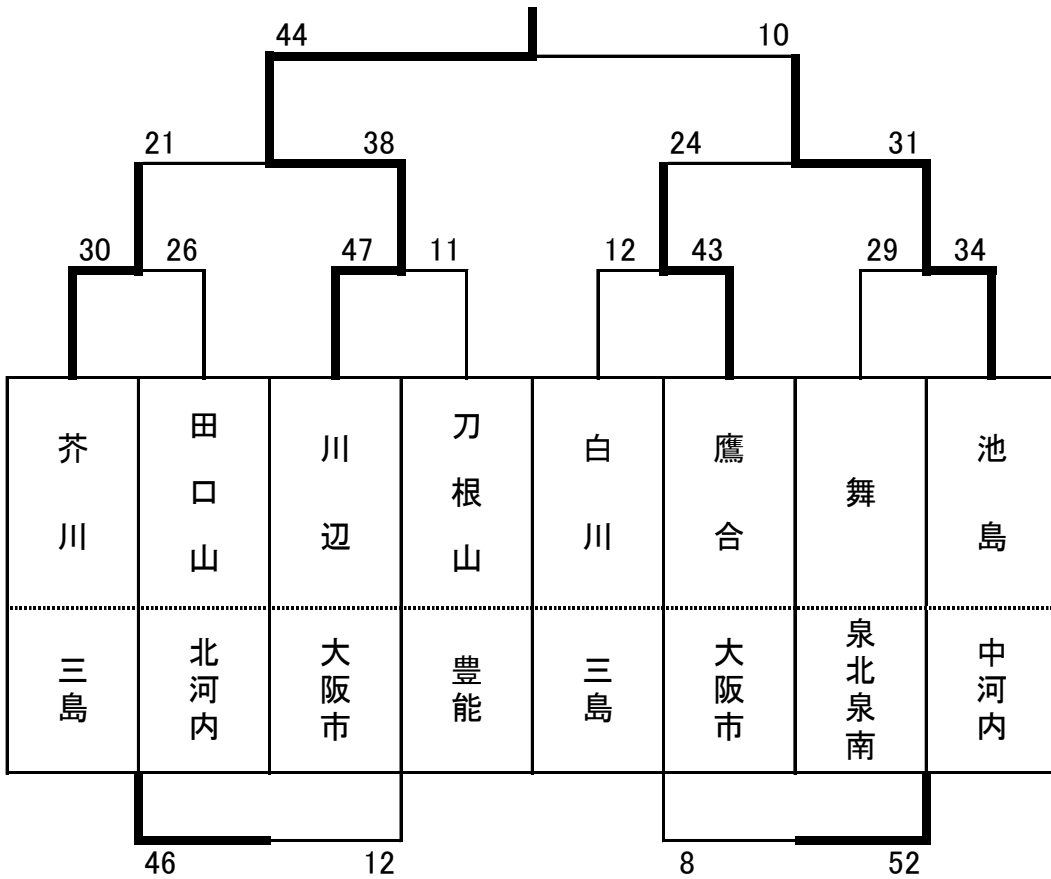 44 10
21 38 24 31
30 26 47 11 12 43 29 34
芥川 田口山 川辺 刀根山 白川 鷹合 舞 池島
三島 北河内 大阪市 豊能 三島 大阪市 泉北泉南 中河内
46 12 8 52